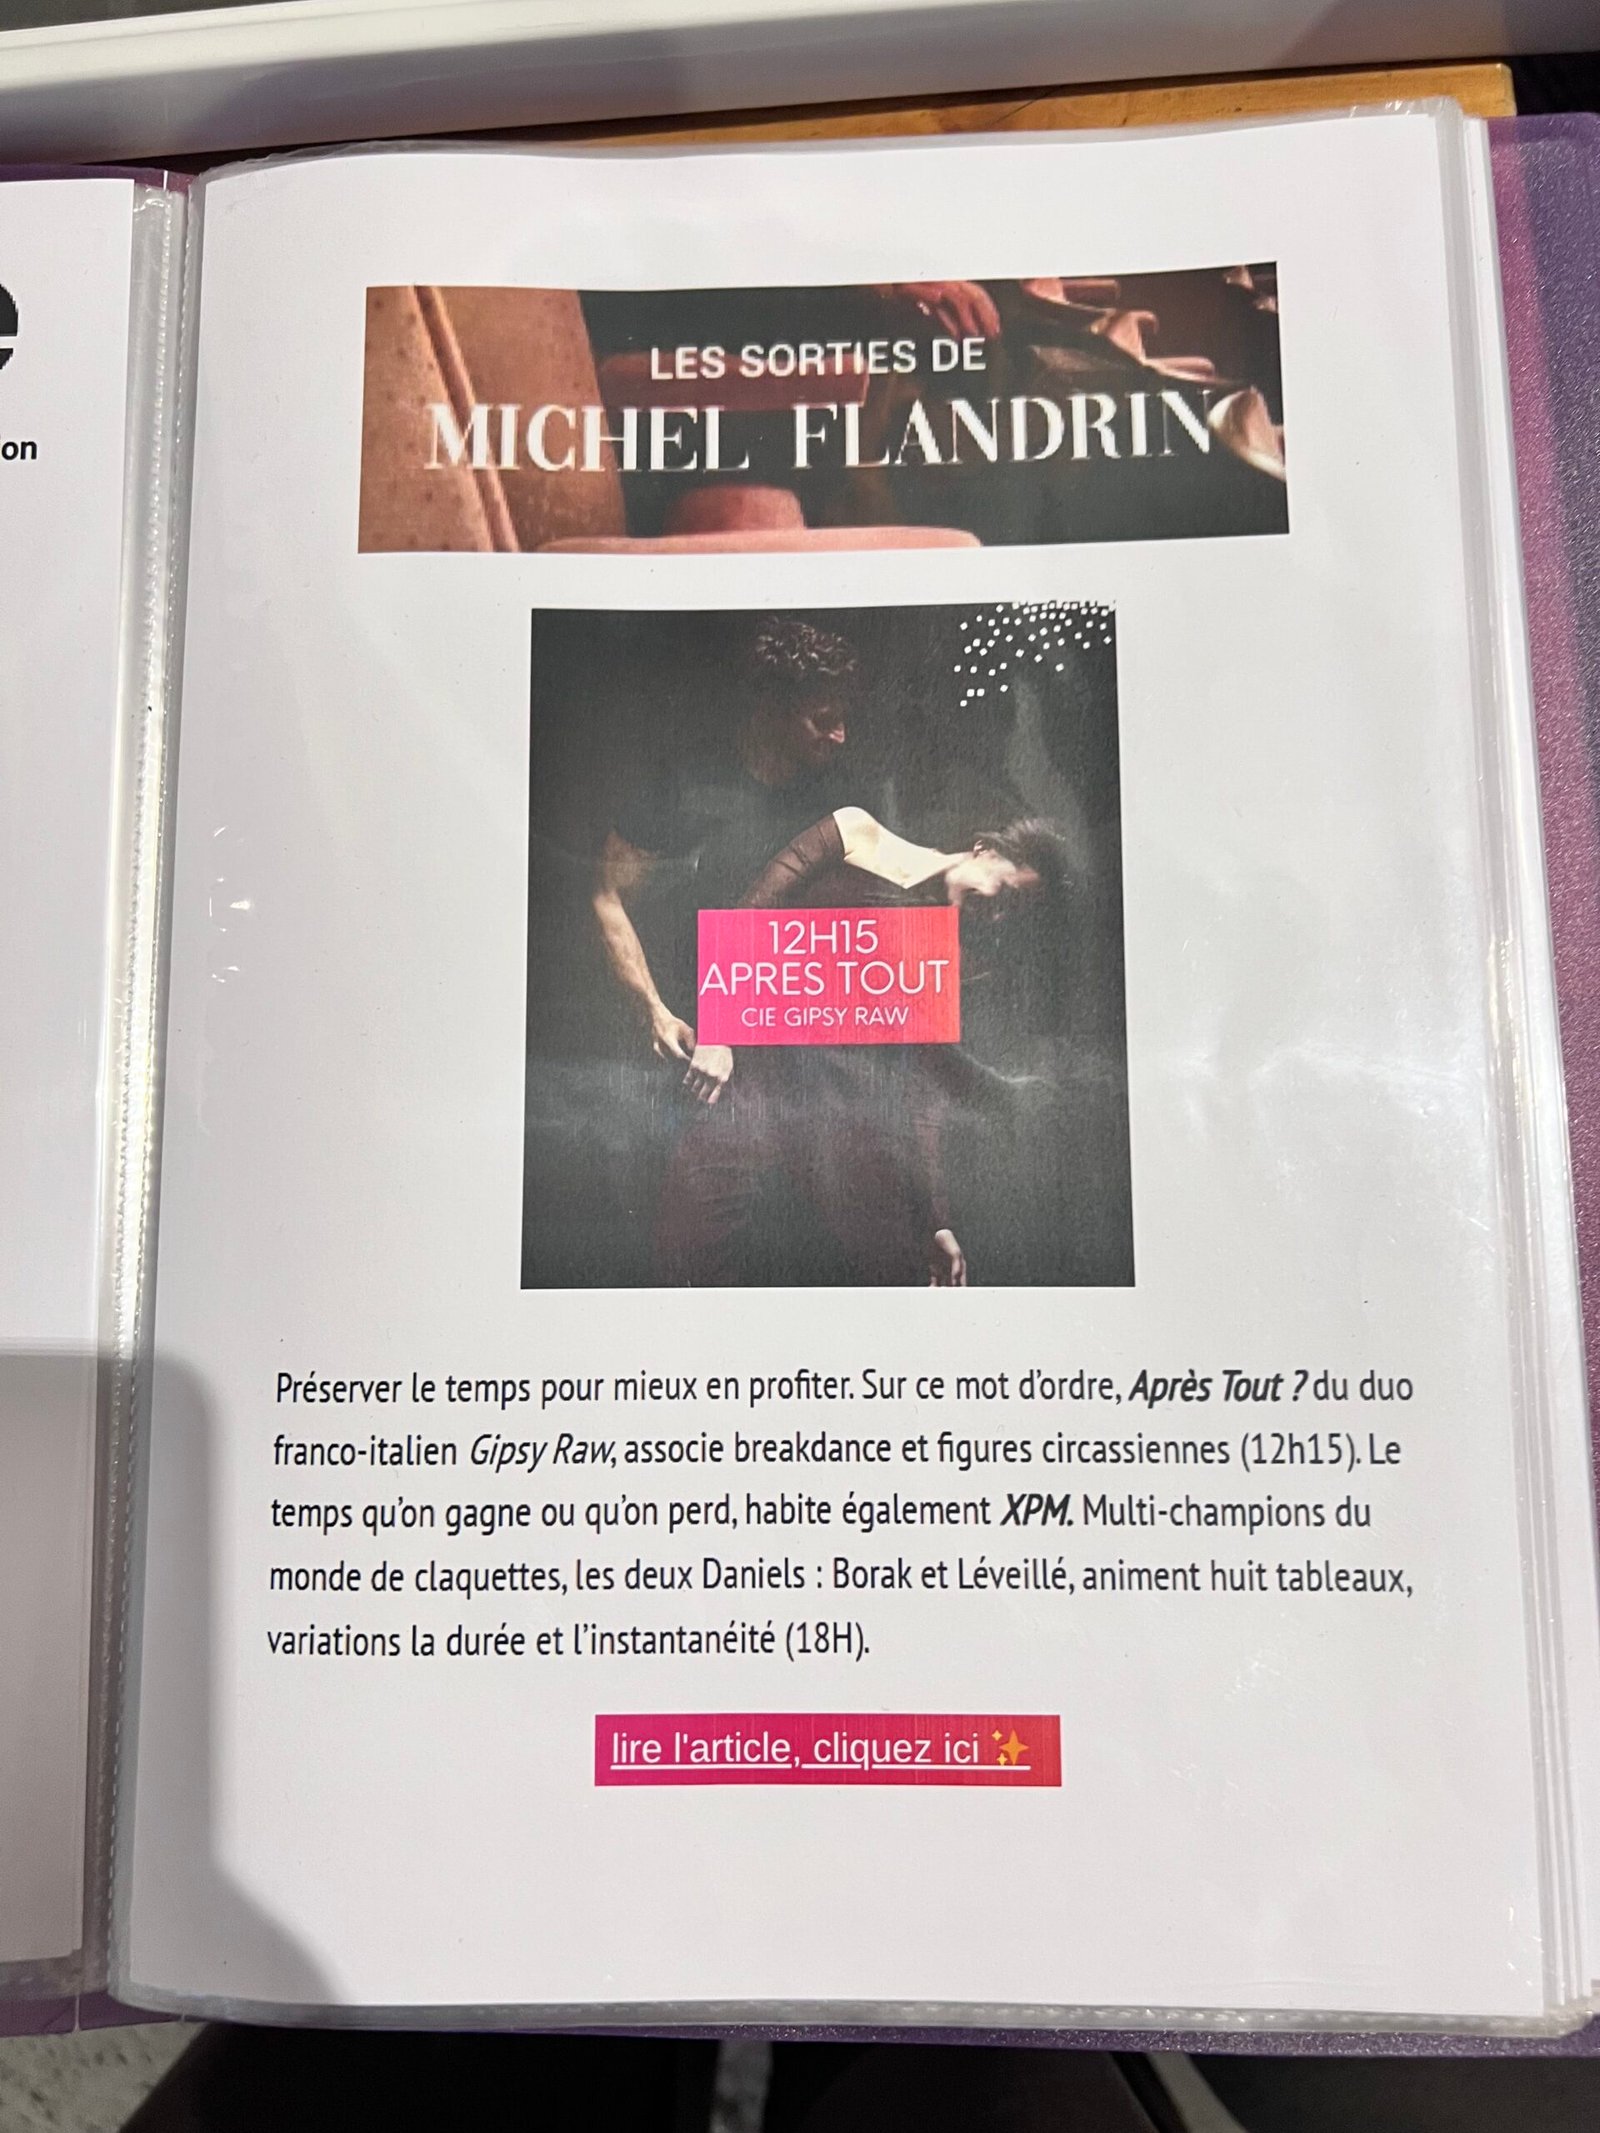 e
on
LES SORTIES DE
MICHEL FLANDRIN
12H15
APRES TOUT
CIE GIPSY RAW
Préserver le temps pour mieux en profiter. Sur ce mot d'ordre, Après Tout ? du duo
franco-italien Gipsy Raw, associe breakdance et figures circassiennes (12h15). Le
temps qu'on gagne ou qu'on perd, habite également XPM. Multi-champions du
monde de claquettes, les deux Daniels : Borak et Léveillé, animent huit tableaux,
variations la durée et l'instantanéité (18H).
lire l'article, cliquez ici ✨